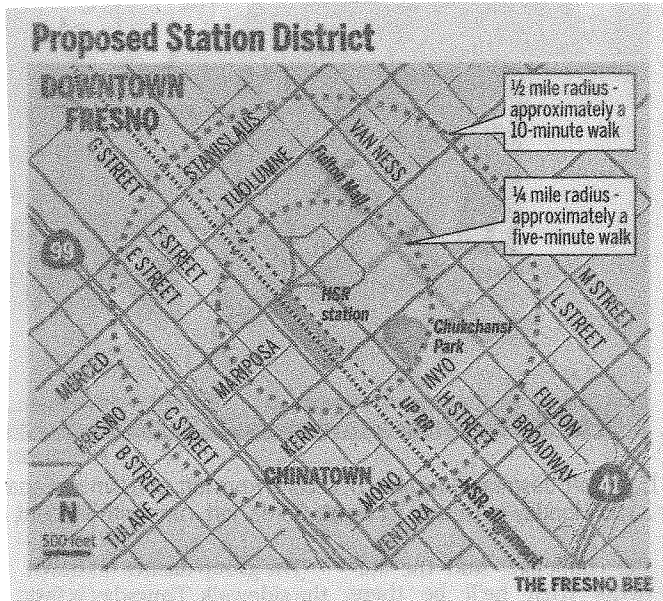 Proposed Station District
DOWNTOWN
FRESNO
½ mile radius -
approximately a
10-minute walk
¼ mile radius -
approximately a
five-minute walk
G STREET
STANISLAUS
TUOLUMNE
VAN NESS
Fulton Mall
99
F STREET
E STREET
HSR
station
M STREET
L STREET
Chukchansi
Park
MERCED
MARIPOSA
INYO
H STREET
FULTON
BROADWAY
FRESNO
C STREET
KERN
UP RR
B STREET
CHINATOWN
MONO
HSR alignment
41
TULARE
VENTURA
N
500 feet
THE FRESNO BEE